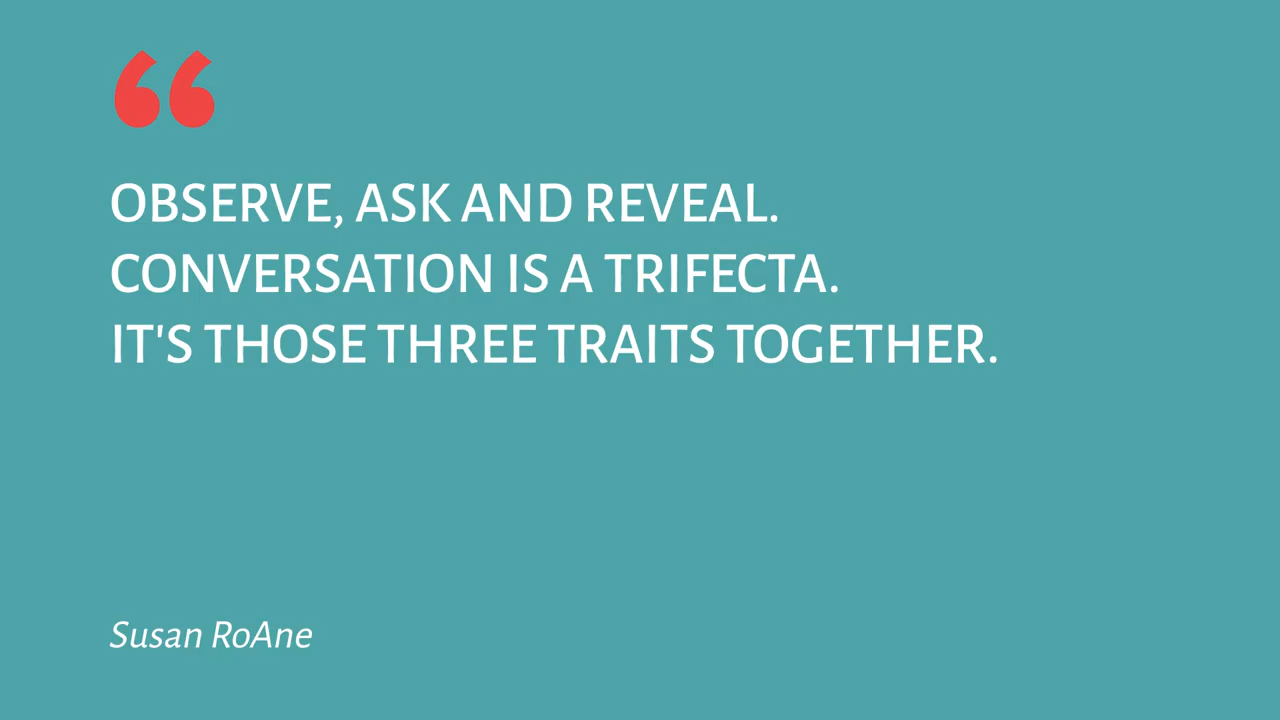 “
OBSERVE, ASK AND REVEAL.
CONVERSATION IS A TRIFECTA.
IT'S THOSE THREE TRAITS TOGETHER.
Susan RoAne